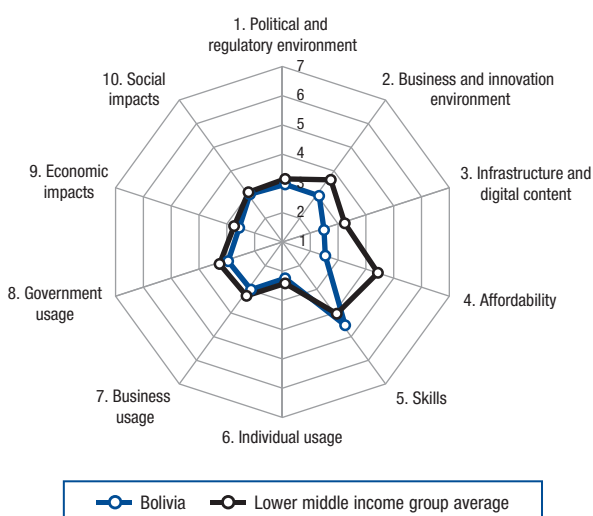 1. Political and
regulatory environment
2. Business and innovation
environment
3. Infrastructure and
digital content
4. Affordability
5. Skills
6. Individual usage
7. Business
usage
8. Government
usage
9. Economic
impacts
10. Social
impacts
7
6
5
4
3
2
1
Bolivia
Lower middle income group average